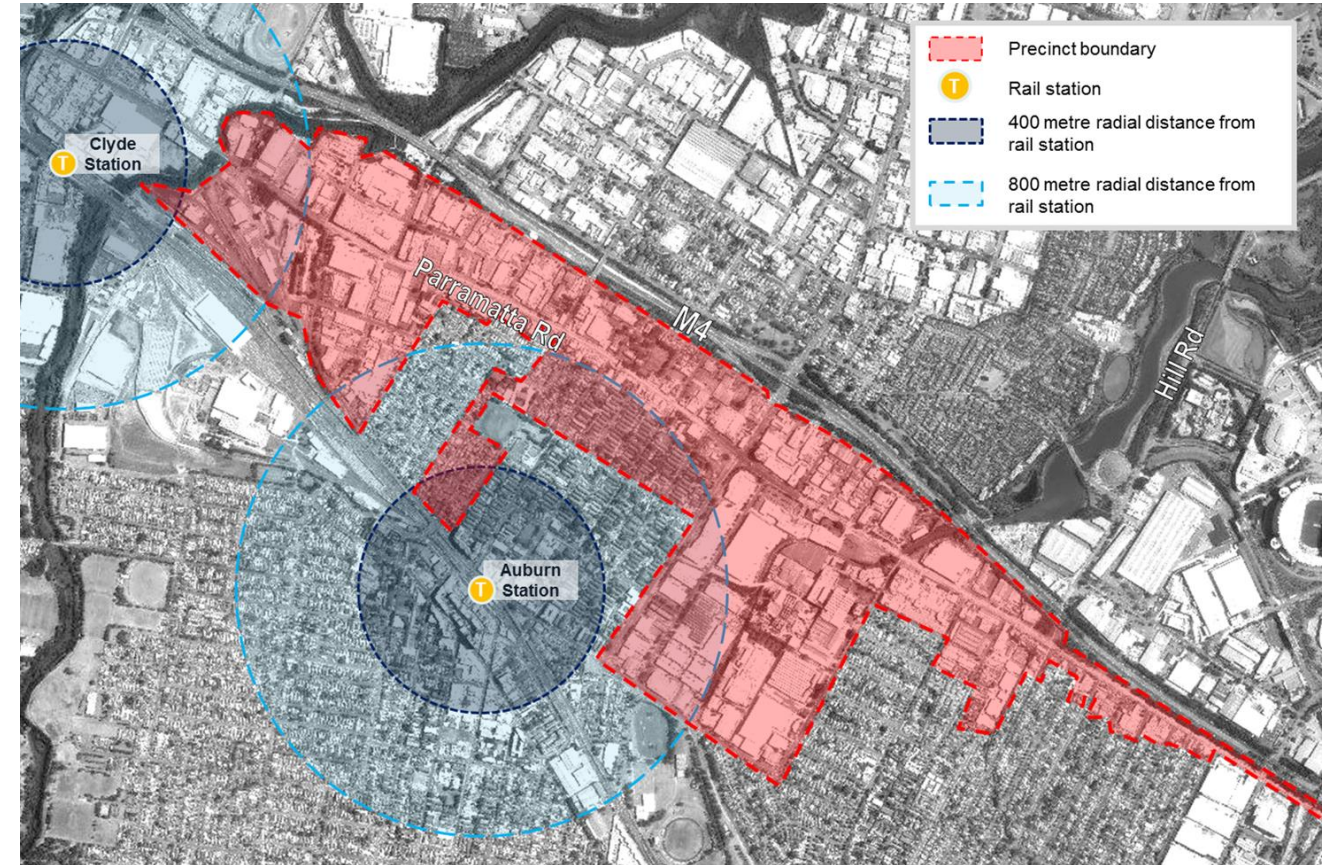 Precinct boundary
T
Rail station
400 metre radial distance from
rail station
800 metre radial distance from
rail station
T
Clyde
Station
Parramatta Rd
M4
Hill Rd
T
Auburn
Station